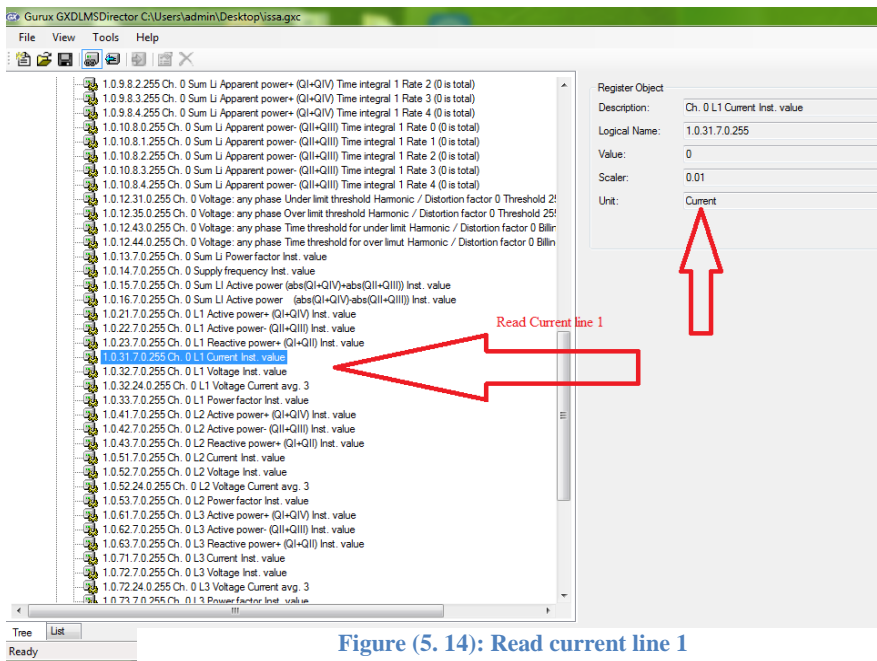 Gurux GXDLMSDirector C:\Users\admin\Desktop\issa.gxc
File View Tools Help
1.0.9.8.2.255 Ch. 0 Sum Li Apparent power+ (QI+QIV) Time integral 1 Rate 2 (0 is total)
1.0.9.8.3.255 Ch. 0 Sum Li Apparent power+ (QI+QIV) Time integral 1 Rate 3 (0 is total)
1.0.9.8.4.255 Ch. 0 Sum Li Apparent power+ (QI+QIV) Time integral 1 Rate 4 (0 is total)
1.0.10.8.0.255 Ch. 0 Sum Li Apparent power- (QII+QIII) Time integral 1 Rate 0 (0 is total)
1.0.10.8.1.255 Ch. 0 Sum Li Apparent power- (QII+QIII) Time integral 1 Rate 1 (0 is total)
1.0.10.8.2.255 Ch. 0 Sum Li Apparent power- (QII+QIII) Time integral 1 Rate 2 (0 is total)
1.0.10.8.3.255 Ch. 0 Sum Li Apparent power- (QII+QIII) Time integral 1 Rate 3 (0 is total)
1.0.10.8.4.255 Ch. 0 Sum Li Apparent power- (QII+QIII) Time integral 1 Rate 4 (0 is total)
1.0.12.31.0.255 Ch. 0 Voltage: any phase Under limit threshold Harmonic / Distortion factor 0 Threshold 2
1.0.12.35.0.255 Ch. 0 Voltage: any phase Over limit threshold Harmonic / Distortion factor 0 Threshold 25
1.0.12.43.0.255 Ch. 0 Voltage: any phase Time threshold for under limit Harmonic / Distortion factor 0 Billin
1.0.12.44.0.255 Ch. 0 Voltage: any phase Time threshold for over limut Harmonic / Distortion factor 0 Billin
1.0.13.7.0.255 Ch. 0 Sum Li Power factor Inst. value
1.0.14.7.0.255 Ch. 0 Supply frequency Inst. value
1.0.15.7.0.255 Ch. 0 Sum LI Active power (abs(QI+QIV)+abs(QII+QIII)) Inst. value
1.0.16.7.0.255 Ch. 0 Sum LI Active power (abs(QI+QIV)-abs(QII+QIII)) Inst. value
1.0.21.7.0.255 Ch. 0 L1 Active power+ (QI+QIV) Inst. value
1.0.22.7.0.255 Ch. 0 L1 Active power- (QII+QIII) Inst. value
1.0.23.7.0.255 Ch. 0 L1 Reactive power+ (QI+QII) Inst. value
1.0.31.7.0.255 Ch. 0 L1 Current Inst. value
1.0.32.7.0.255 Ch. 0 L1 Voltage Inst. value
1.0.32.24.0.255 Ch. 0 L1 Voltage Current avg. 3
1.0.33.7.0.255 Ch. 0 L1 Power factor Inst. value
1.0.41.7.0.255 Ch. 0 L2 Active power+ (QI+QIV) Inst. value
1.0.42.7.0.255 Ch. 0 L2 Active power- (QII+QIII) Inst. value
1.0.43.7.0.255 Ch. 0 L2 Reactive power+ (QI+QII) Inst. value
1.0.51.7.0.255 Ch. 0 L2 Current Inst. value
1.0.52.7.0.255 Ch. 0 L2 Voltage Inst. value
1.0.52.24.0.255 Ch. 0 L2 Voltage Current avg. 3
1.0.53.7.0.255 Ch. 0 L2 Power factor Inst. value
1.0.61.7.0.255 Ch. 0 L3 Active power+ (QI+QIV) Inst. value
1.0.62.7.0.255 Ch. 0 L3 Active power- (QII+QIII) Inst. value
1.0.63.7.0.255 Ch. 0 L3 Reactive power+ (QI+QII) Inst. value
1.0.71.7.0.255 Ch. 0 L3 Current Inst. value
1.0.72.7.0.255 Ch. 0 L3 Voltage Inst. value
1.0.72.24.0.255 Ch. 0 L3 Voltage Current avg. 3
1.0.73.7.0.255 Ch. 0 L3 Power factor Inst. value
Read Current line 1
Register Object
Description: Ch. 0 L1 Current Inst. value
Logical Name: 1.0.31.7.0.255
Value: 0
Scaler: 0.01
Unit: Current
Tree List
Ready
Figure (5. 14): Read current line 1